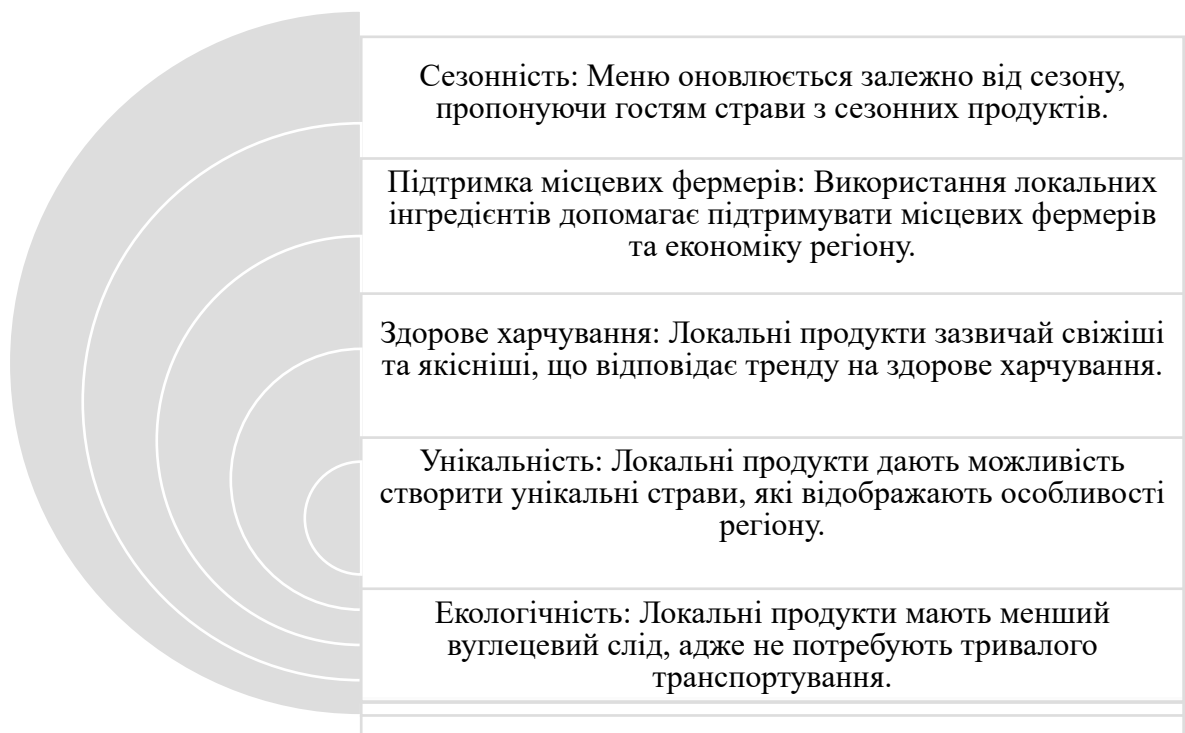 Сезонність: Меню оновлюється залежно від сезону,
пропонуючи гостям страви з сезонних продуктів.
Підтримка місцевих фермерів: Використання локальних
інгредієнтів допомагає підтримувати місцевих фермерів
та економіку регіону.
Здорове харчування: Локальні продукти зазвичай свіжіші
та якісніші, що відповідає тренду на здорове харчування.
Унікальність: Локальні продукти дають можливість
створити унікальні страви, які відображають особливості
регіону.
Екологічність: Локальні продукти мають менший
вуглецевий слід, адже не потребують тривалого
транспортування.